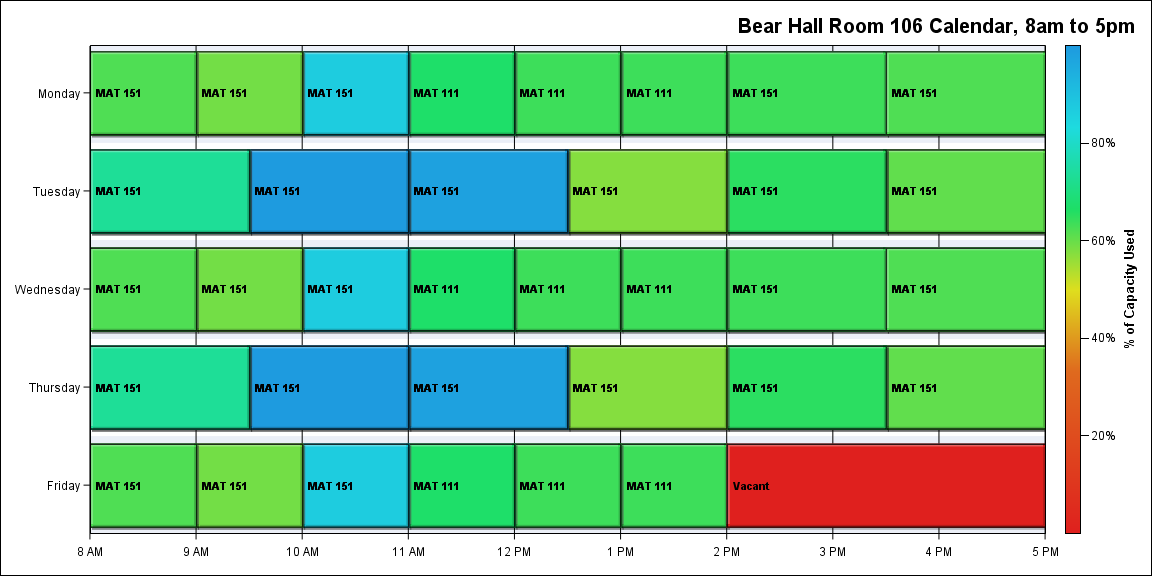 Bear Hall Room 106 Calendar, 8am to 5pm
Monday
MAT 151
MAT 151
MAT 151
MAT 111
MAT 111
MAT 111
MAT 151
MAT 151
Tuesday
MAT 151
MAT 151
MAT 151
MAT 151
MAT 151
MAT 151
Wednesday
MAT 151
MAT 151
MAT 151
MAT 111
MAT 111
MAT 111
MAT 151
MAT 151
Thursday
MAT 151
MAT 151
MAT 151
MAT 151
MAT 151
MAT 151
Friday
MAT 151
MAT 151
MAT 151
MAT 111
MAT 111
MAT 111
Vacant
8 AM
9 AM
10 AM
11 AM
12 PM
1 PM
2 PM
3 PM
4 PM
5 PM
80%
60%
40%
20%
% of Capacity Used